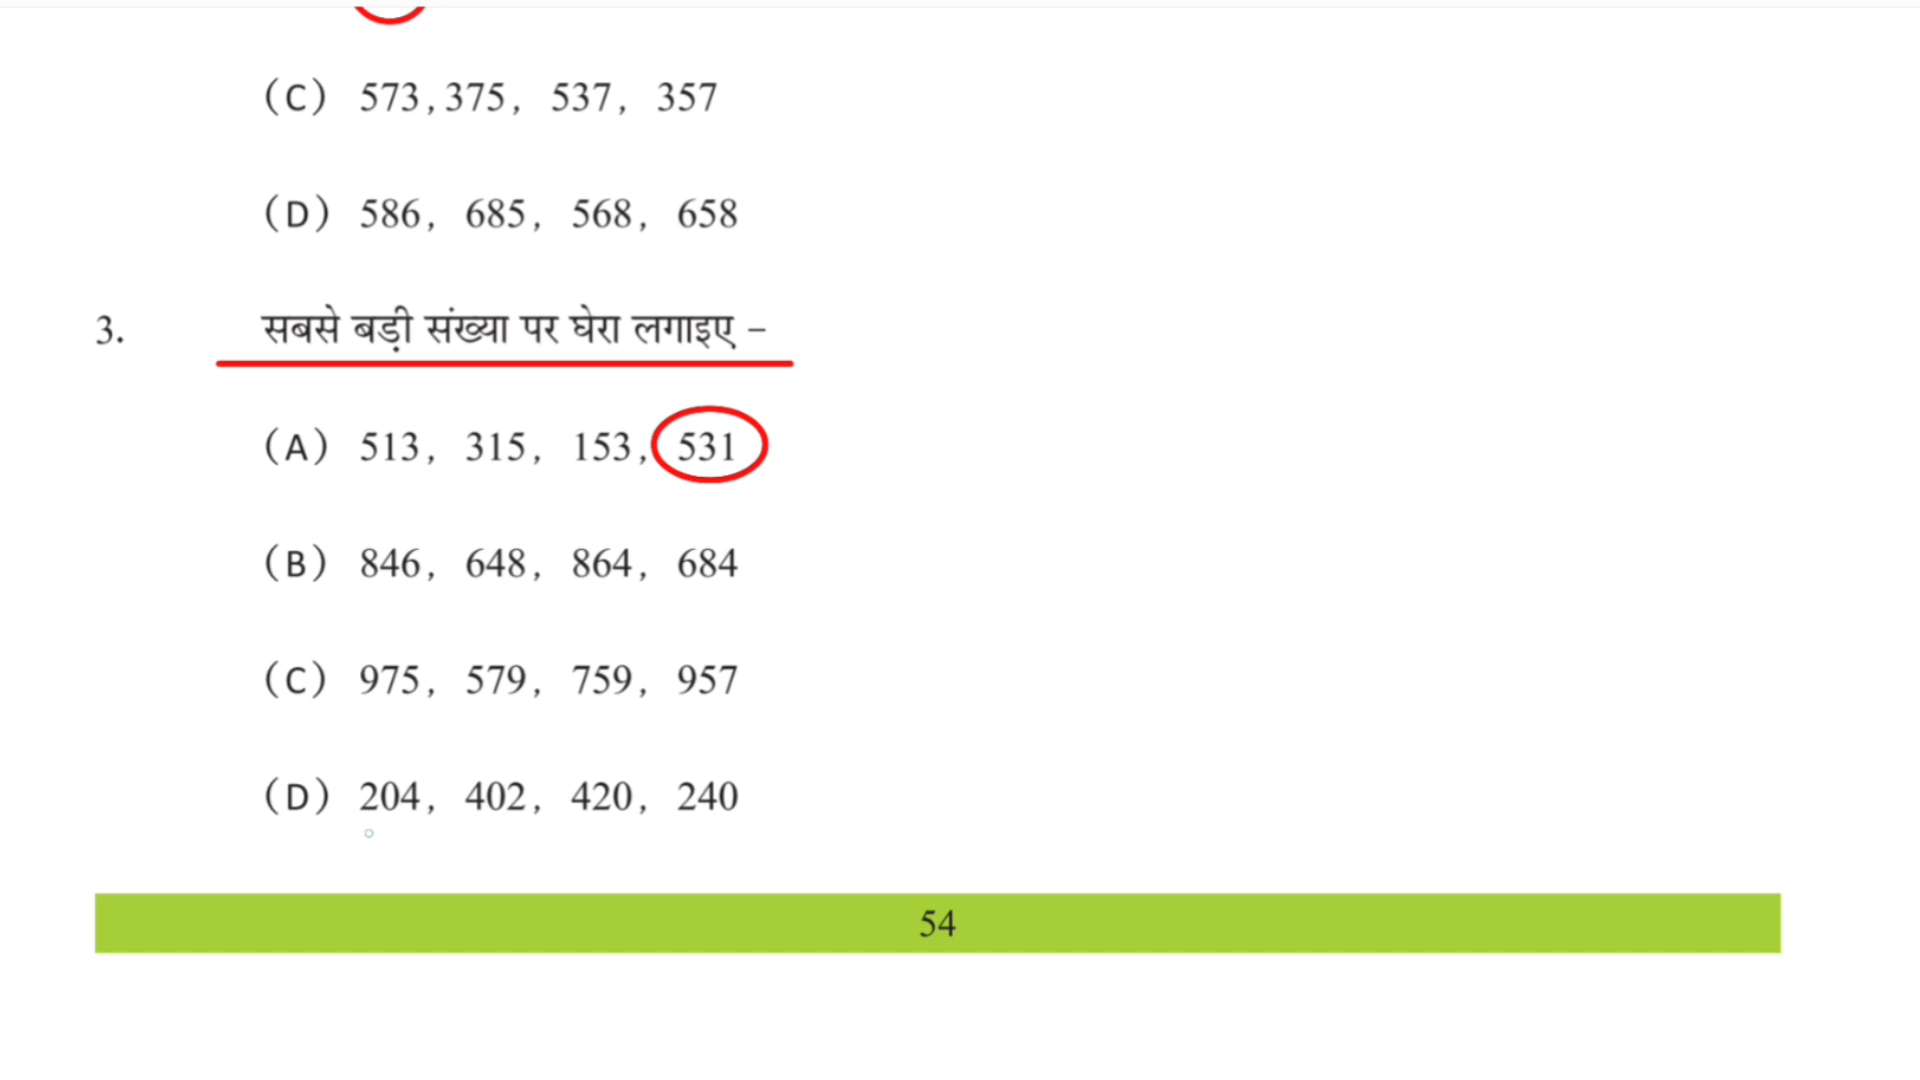 (C) 573,375, 537, 357
(D) 586, 685, 568, 658
3. सबसे बड़ी संख्या पर घेरा लगाइए –
(A) 513, 315, 153, 531
(B) 846, 648, 864, 684
(C) 975, 579, 759, 957
(D) 204, 402, 420, 240
54